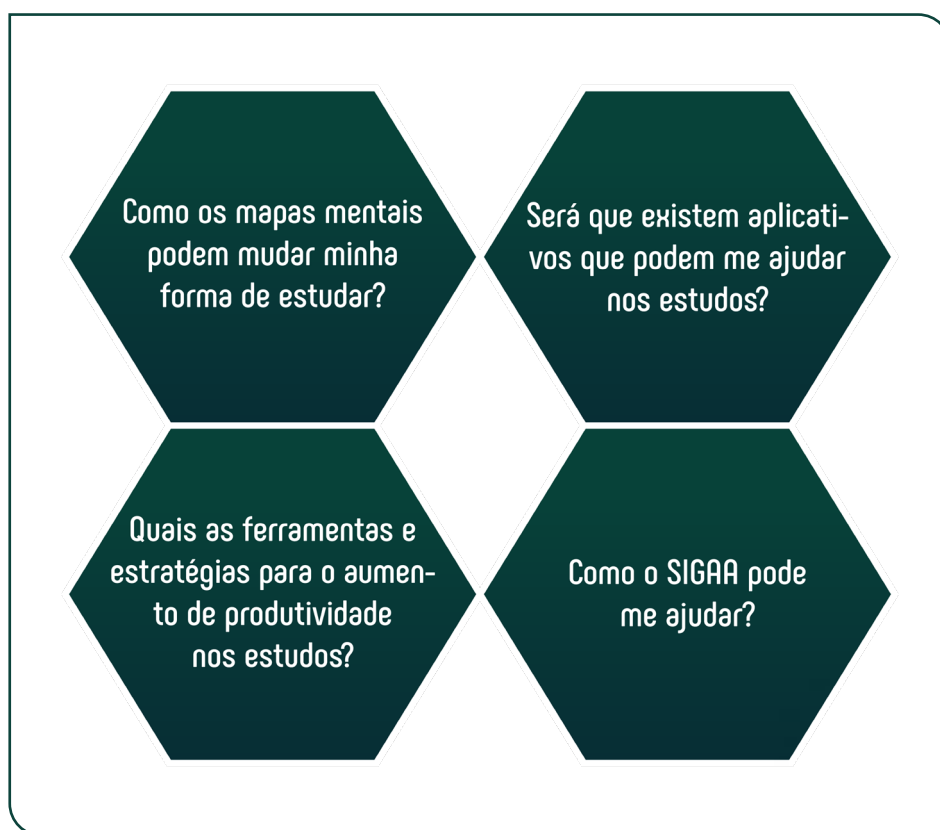 Como os mapas mentais
podem mudar minha
forma de estudar?
Será que existem aplicati-
vos que podem me ajudar
nos estudos?
Quais as ferramentas e
estratégias para o aumen-
to de produtividade
nos estudos?
Como o SIGAA pode
me ajudar?